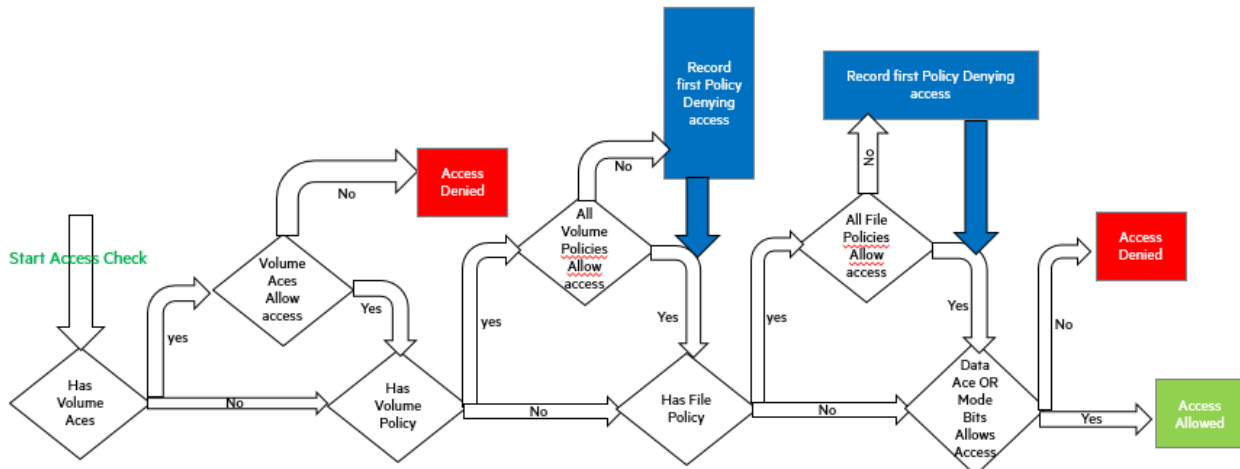 Start Access Check
Has
Volume
Aces
yes
No
Volume
Aces
Allow
access
No
Access
Denied
Yes
Has
Volume
Policy
yes
No
All
Volume
Policies
Allow
access
No
Record
first Policy
Denying
access
Yes
Has File
Policy
yes
No
All File
Policies
Allow
access
No
Record first Policy Denying
access
Yes
Data
Ace OR
Mode
Bits
Allows
Access
No
Access
Denied
Yes
Access
Allowed